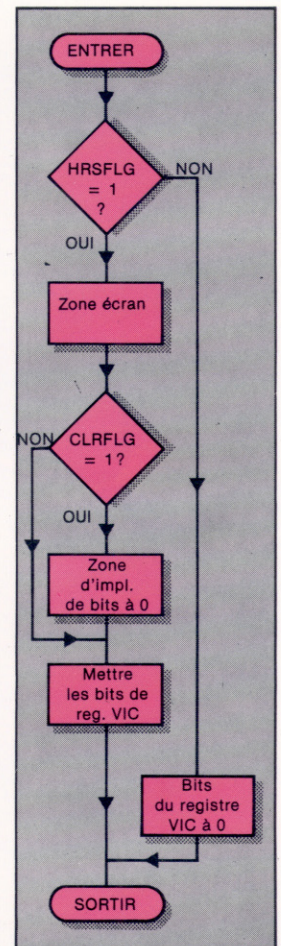 ENTRER
HRSFLG
= 1
?
NON
OUI
Zone écran
NON
CLRFLG
= 1?
OUI
Zone
d'impl.
de bits à 0
Mettre
les bits de
reg. VIC
Bits
du registre
VIC à 0
SORTIR